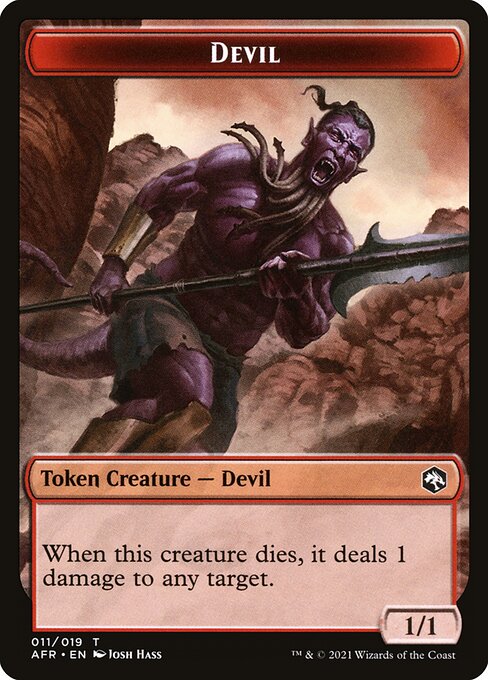 DEVIL
Token Creature — Devil
When this creature dies, it deals 1
damage to any target.
1/1
011/019 T
AFR • EN Josh Hass
™ & © 2021 Wizards of the Coast